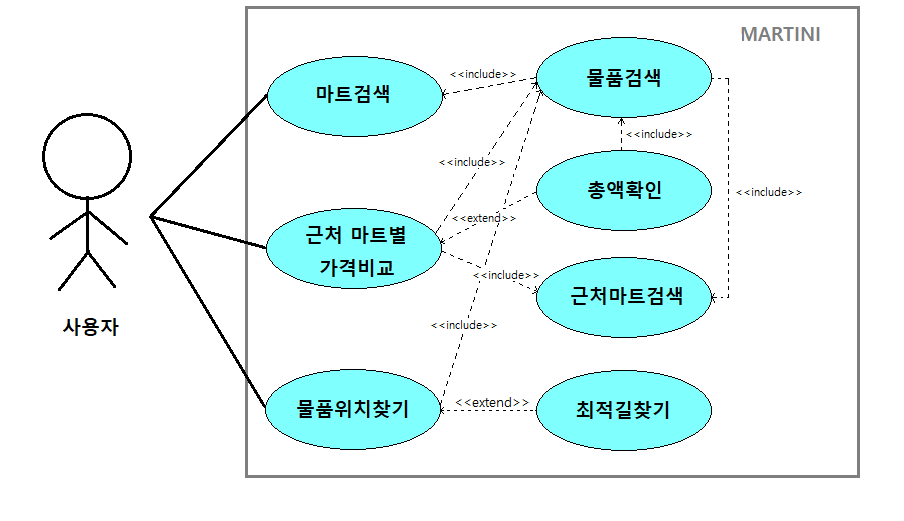 MARTINI
마트검색
<<include>>
물품검색
<<include>>
<<include>>
총액확인
<<include>>
<<extend>>
근처 마트별
가격비교
<<include>>
근처마트검색
<<include>>
사용자
물품위치찾기
<<extend>>
최적길찾기